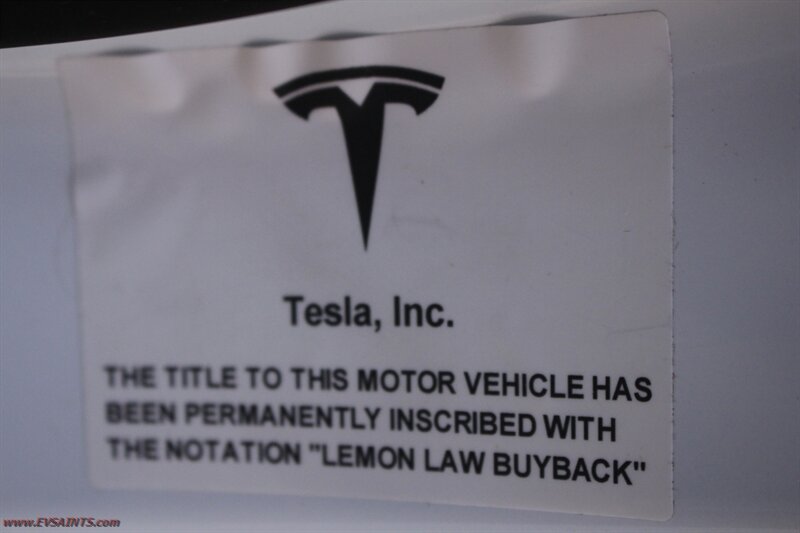 Tesla, Inc.
THE TITLE TO THIS MOTOR VEHICLE HAS
BEEN PERMANENTLY INSCRIBED WITH
THE NOTATION "LEMON LAW BUYBACK"
www.EVSAINTS.com